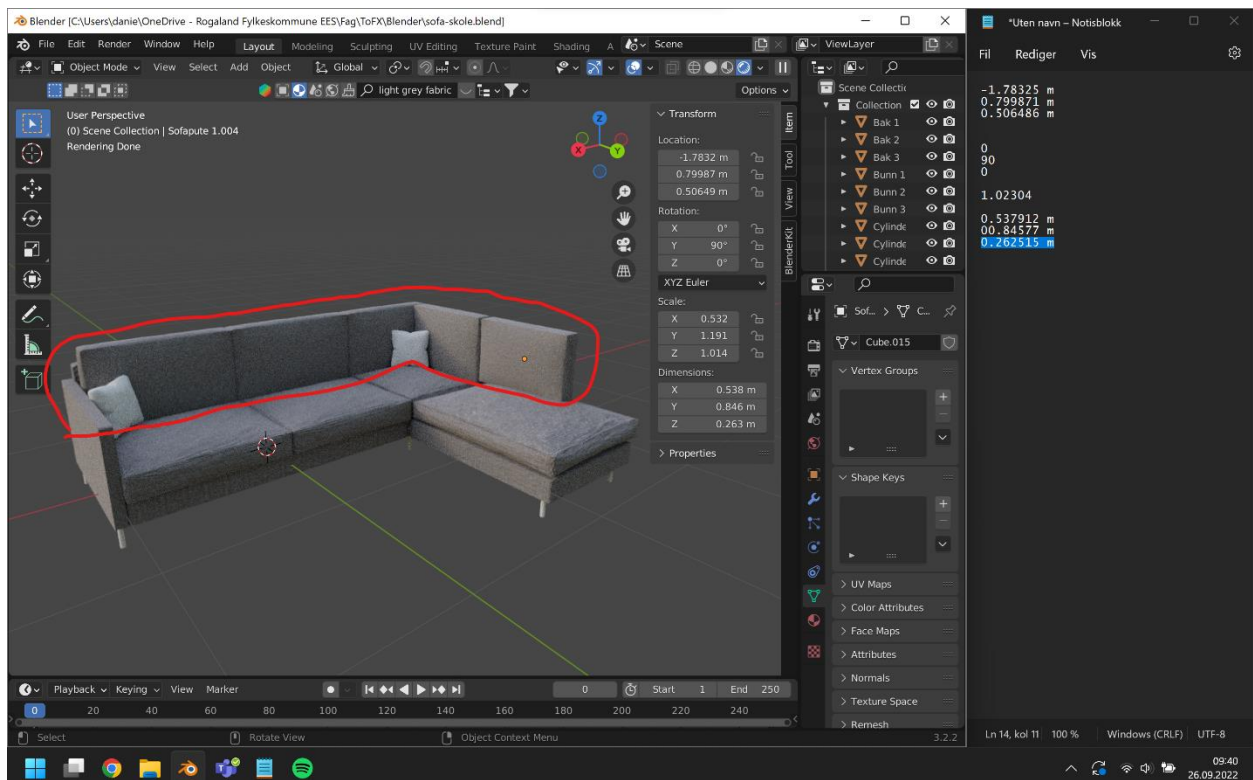 Blender [C:\Users\danie\OneDrive - Rogaland Fylkeskommune EES\Fag\ToFX\Blender\sofa-skole.blend]
File Edit Render Window Help Layout Modeling Sculpting UV Editing Texture Paint Shading A Scene ViewLayer
Object Mode View Select Add Object Global
light grey fabric Options
User Perspective
(0) Scene Collection | Sofapute 1.004
Rendering Done
Z
X
Y
Transform
Location:
-1.7832 m
0.79987 m
0.50649 m
Rotation:
X 0°
Y 90°
Z 0°
XYZ Euler
Scale:
X 0.532
Y 1.191
Z 1.014
Dimensions:
X 0.538 m
Y 0.846 m
Z 0.263 m
Properties
Item
Tool
View
BlenderKit
Scene Collectic
Collection
Bak 1
Bak 2
Bak 3
Bunn 1
Bunn 2
Bunn 3
Cylinde
Cylinde
Cylinde
Sof... C...
Cube.015
Vertex Groups
Shape Keys
UV Maps
Color Attributes
Face Maps
Attributes
Normals
Texture Space
Remesh
Playback Keying View Marker 0 Start 1 End 250
0 20 40 60 80 100 120 140 160 180 200 220 240
Select Rotate View Object Context Menu 3.2.2
*Uten navn – Notisblokk
Fil Rediger Vis
-1.78325 m
0.799871 m
0.506486 m
0
90
0
1.02304
0.537912 m
00.84577 m
0.262515 m
Ln 14, kol 11 100 % Windows (CRLF) UTF-8
09:40
26.09.2022